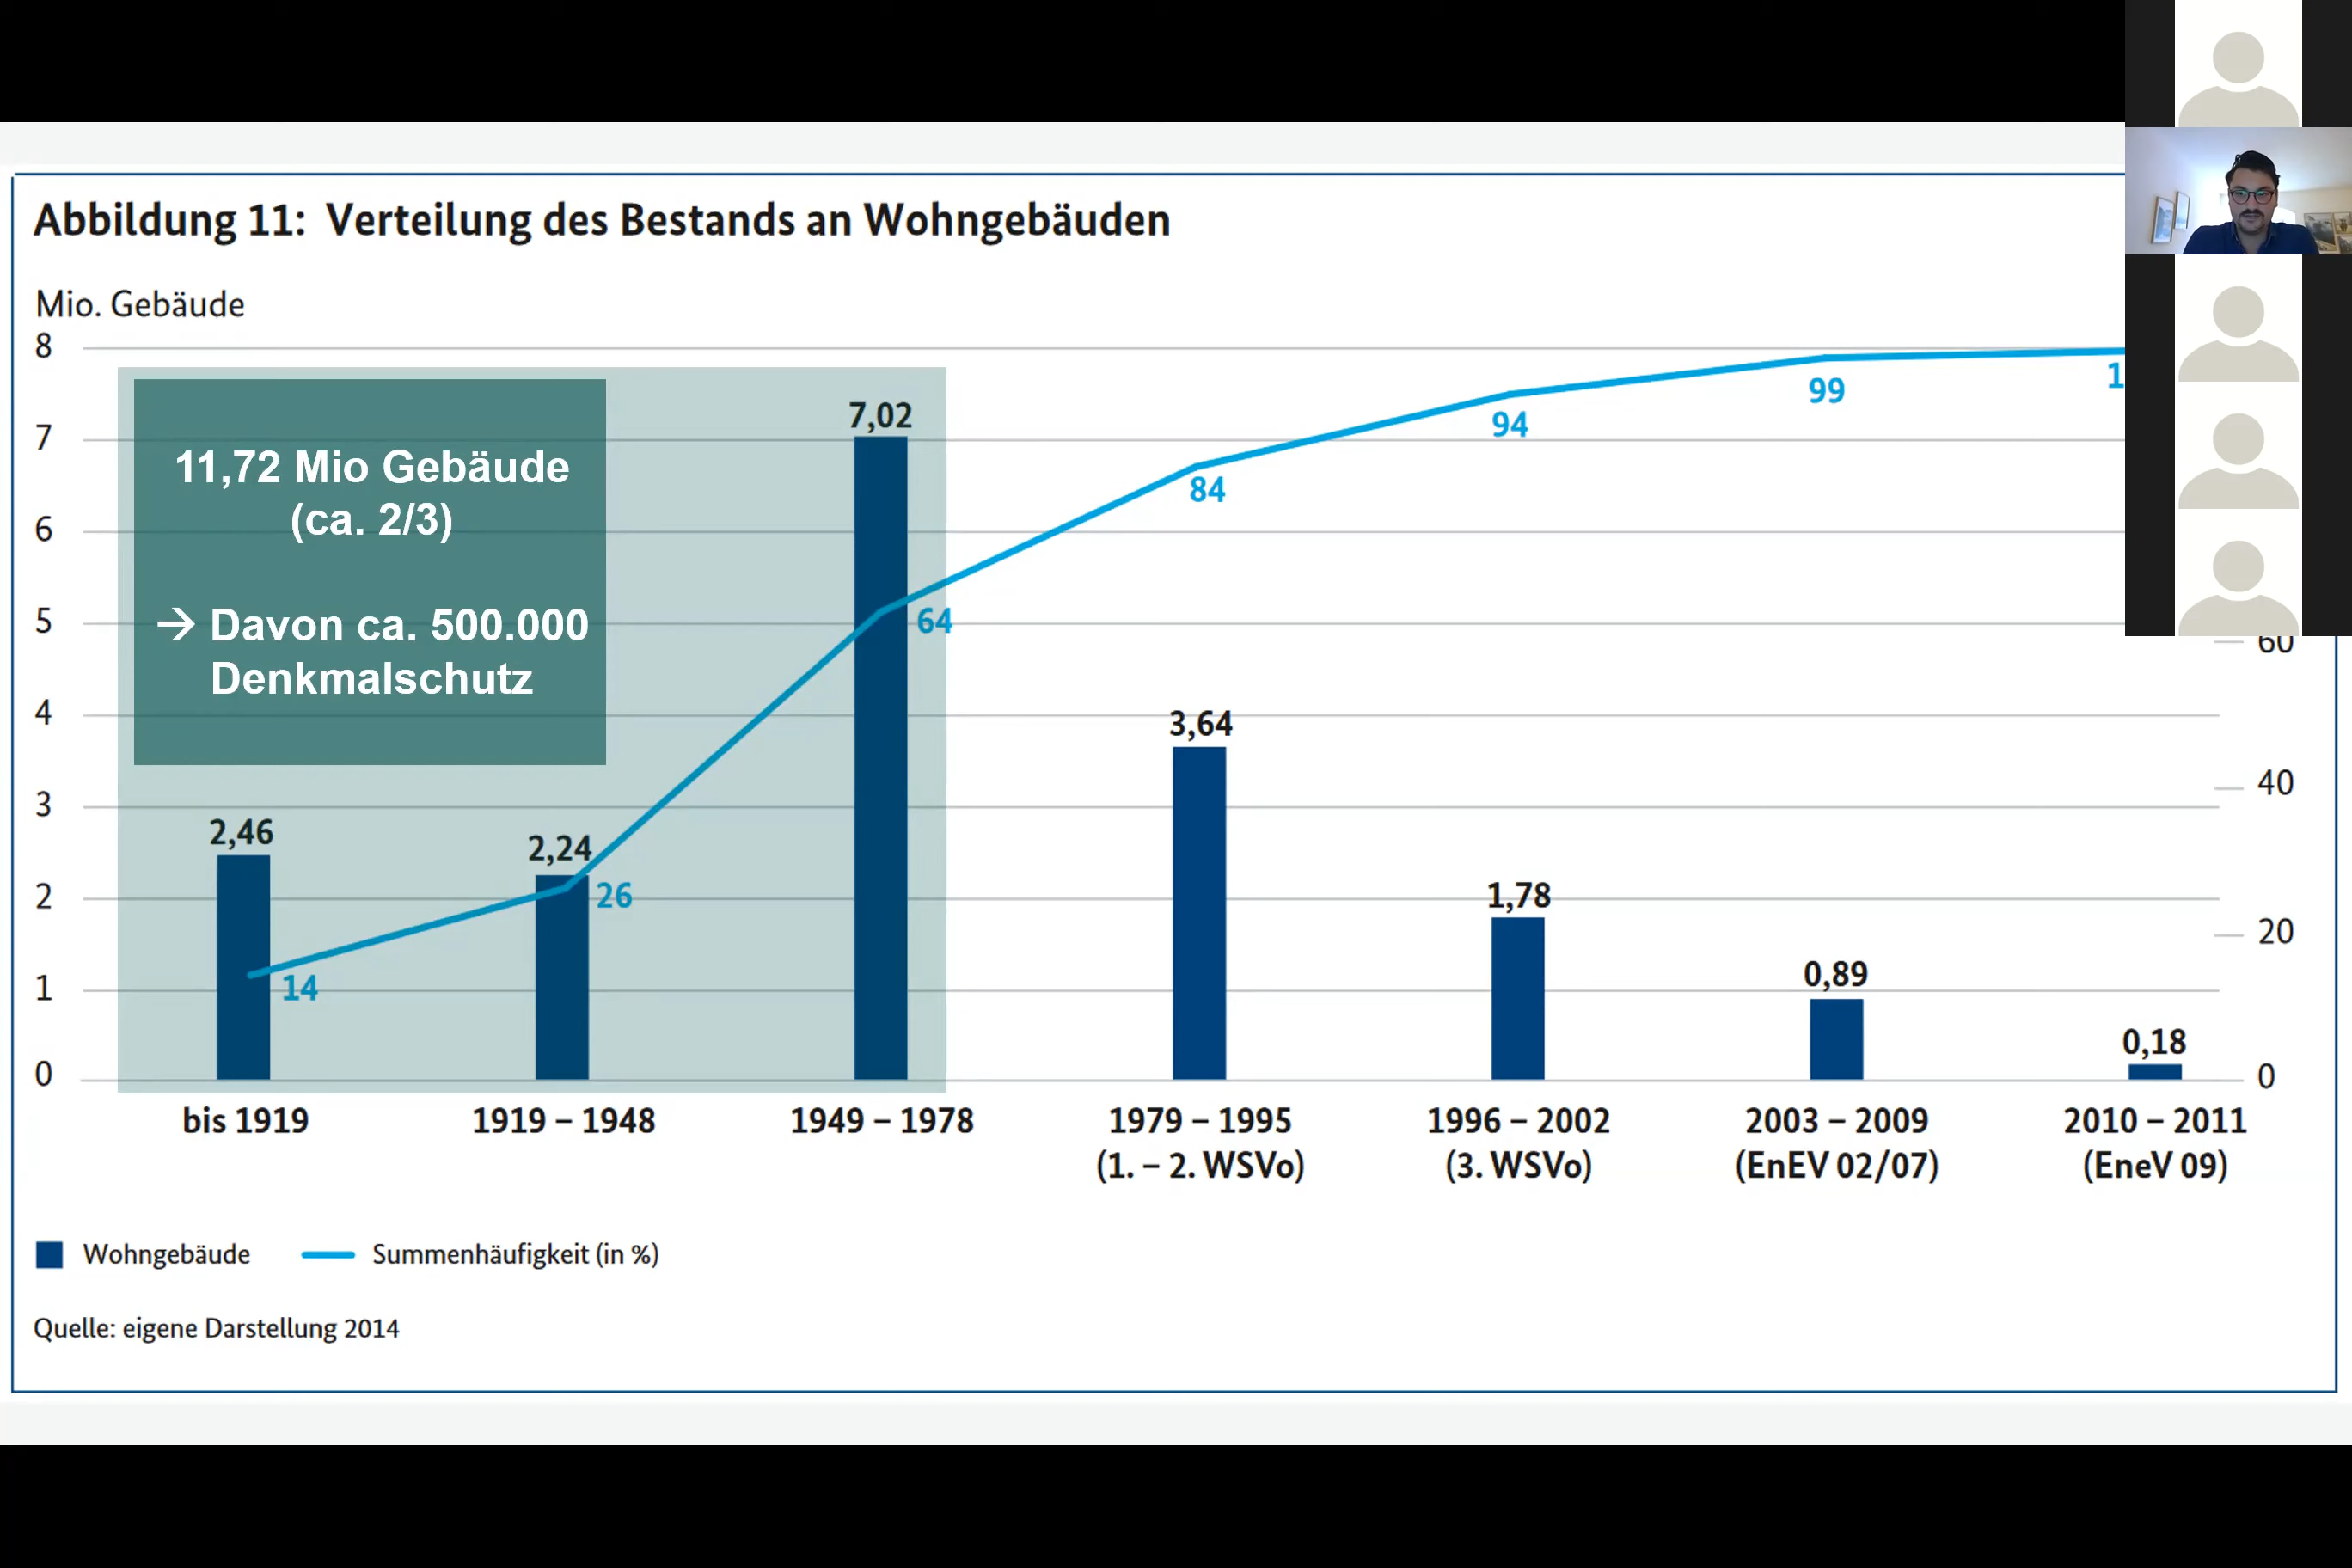 Abbildung 11: Verteilung des Bestands an Wohngebäuden
Mio. Gebäude
8
7
6
5
4
3
2
1
0
11,72 Mio Gebäude
(ca. 2/3)
→ Davon ca. 500.000
Denkmalschutz
2,46
2,24
7,02
3,64
1,78
0,89
0,18
14
26
64
84
94
99
60
40
20
0
bis 1919
1919 – 1948
1949 – 1978
1979 – 1995
(1. – 2. WSVo)
1996 – 2002
(3. WSVo)
2003 – 2009
(EnEV 02/07)
2010 – 2011
(EneV 09)
Wohngebäude
Summenhäufigkeit (in %)
Quelle: eigene Darstellung 2014